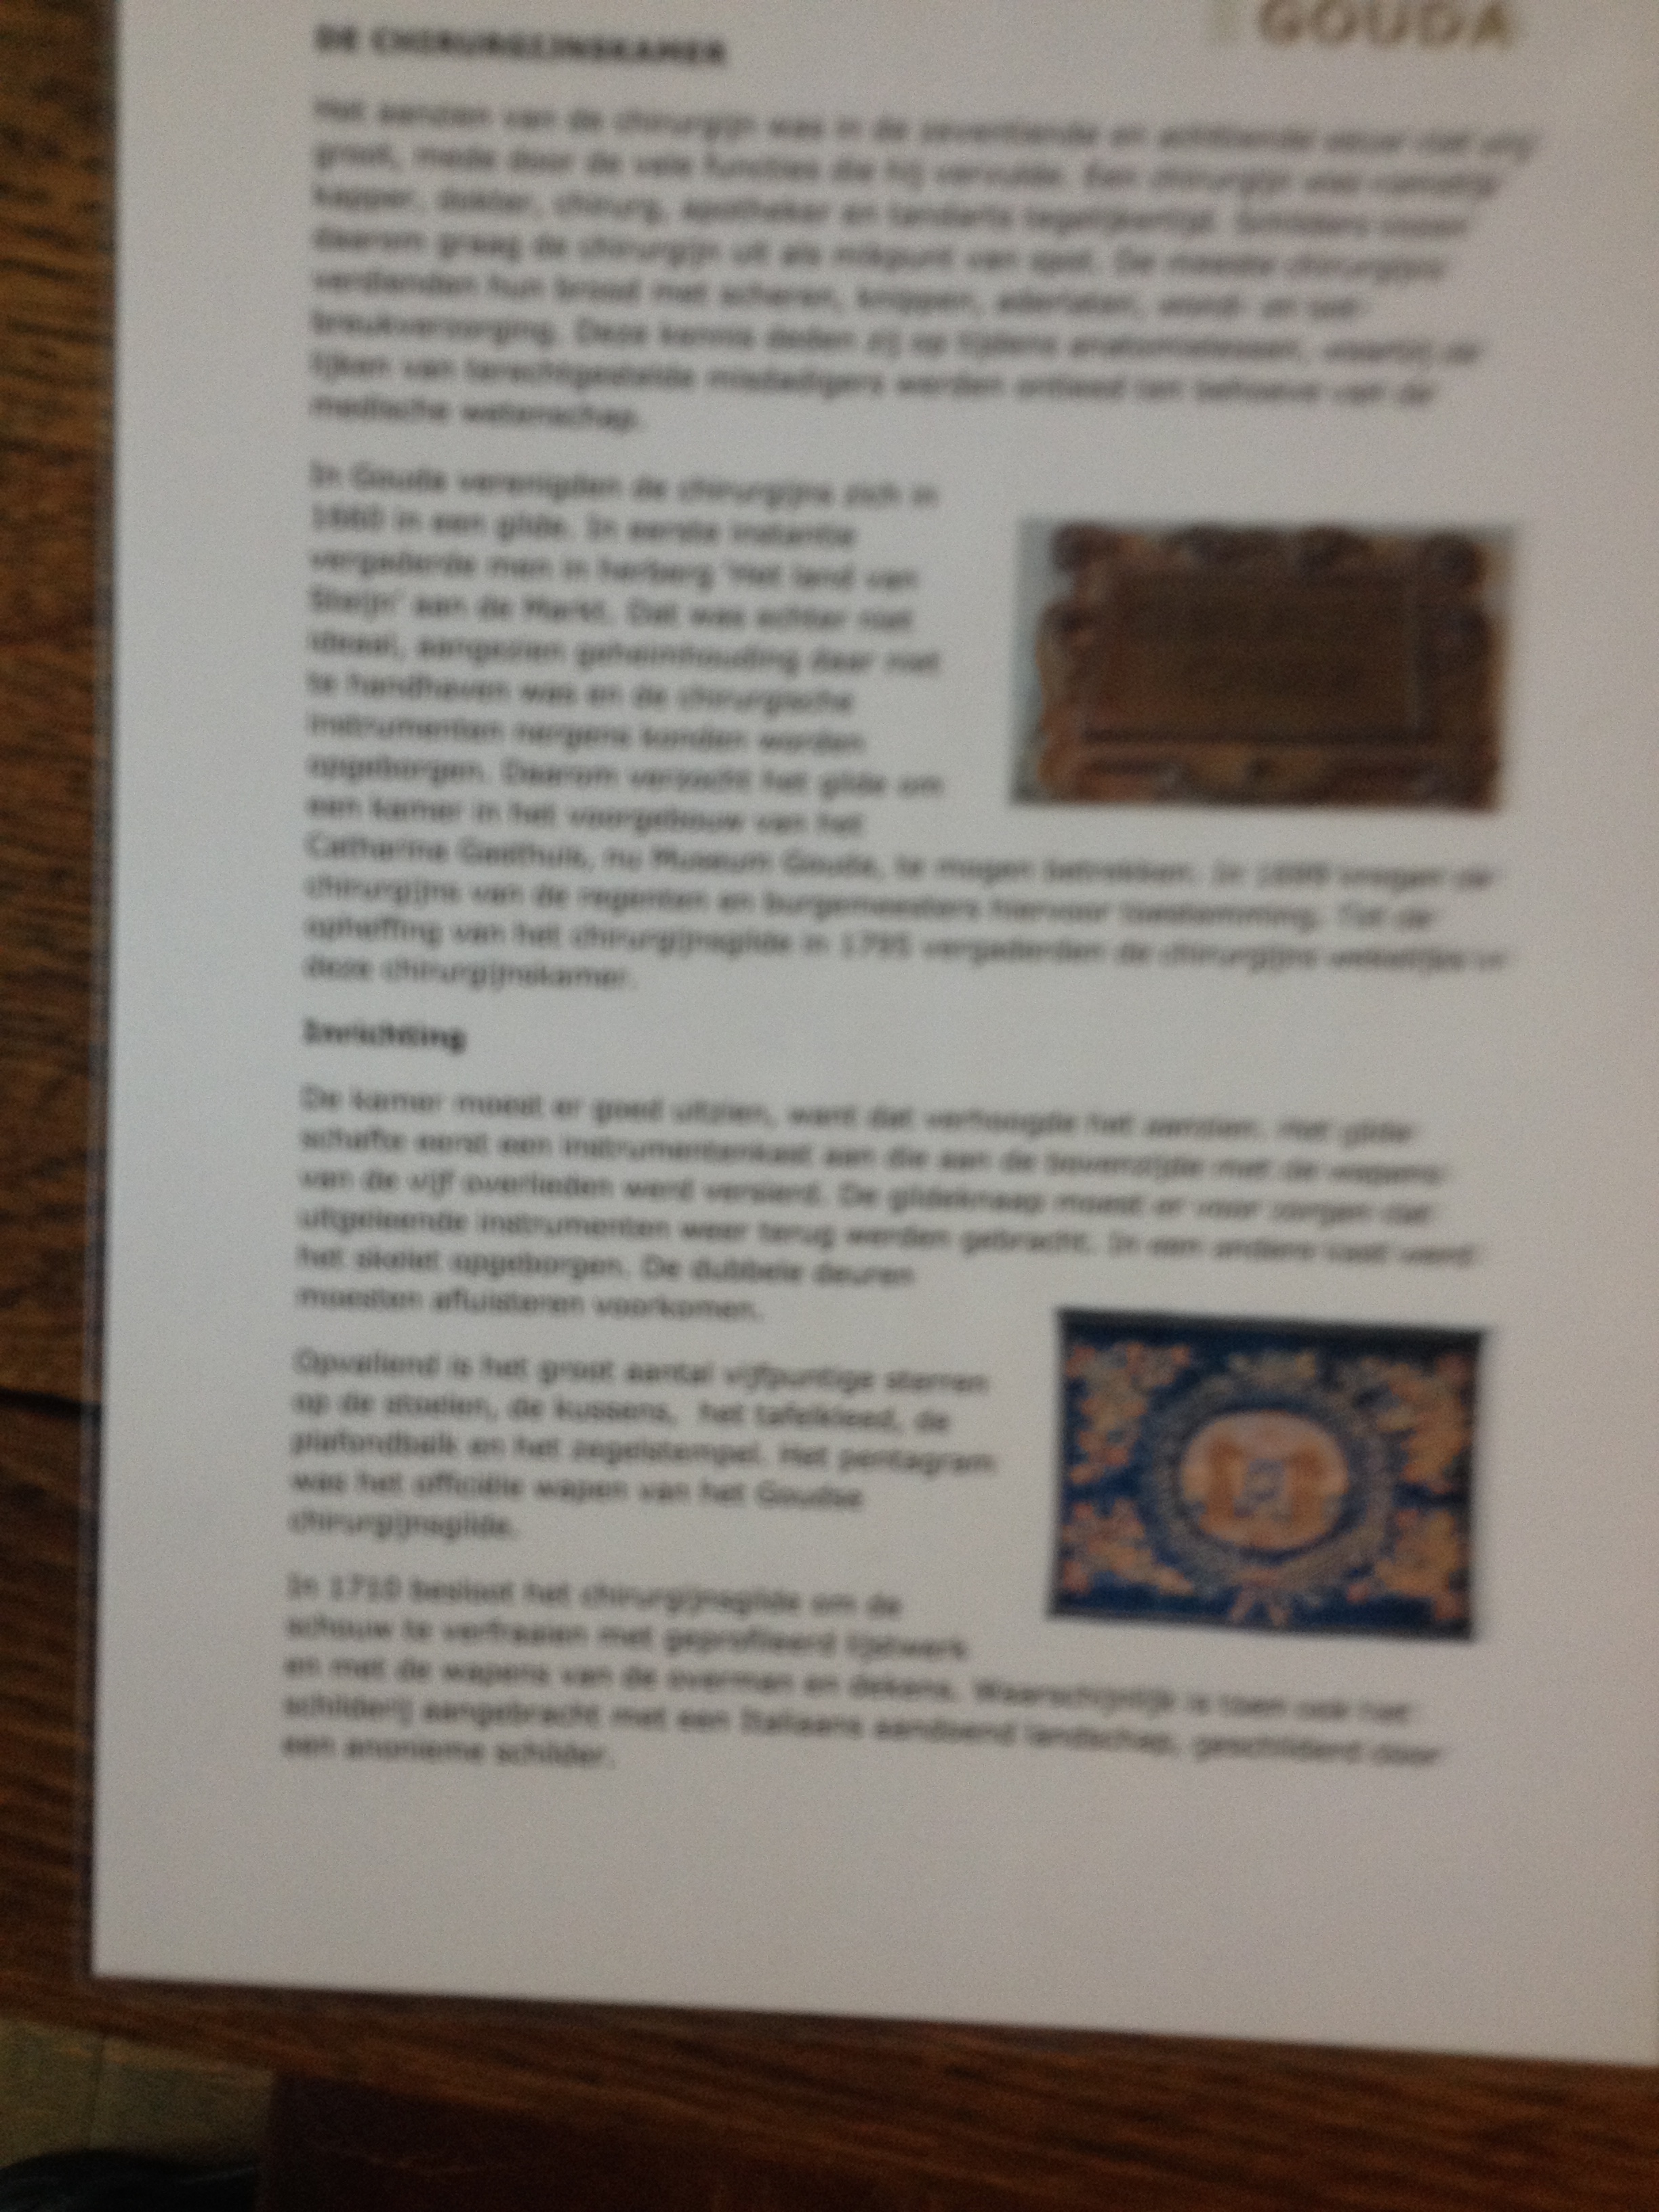 GOUDA
DE CHIRURGIJNSKAMER
Het aanzien van de chirurgijn was in de zeventiende en achttiende eeuw niet erg
groot, mede door de vele functies die hij vervulde. Een chirurgijn was namelijk
kapper, dokter, chirurg, apotheker en tandarts tegelijkertijd. Schilders kozen
daarom graag de chirurgijn uit als mikpunt van spot. De meeste chirurgijns
verdienden hun brood met scheren, knippen, aderlaten, wond- en
breukverzorging. Deze kennis deden zij op tijdens anatomielessen, waarbij de
lijken van terechtgestelde misdadigers werden ontleed ten behoeve van de
medische wetenschap.
In Gouda verenigden de chirurgijns zich in
1660 in een gilde. In eerste instantie
vergaderde men in herberg 'Het land van
Steijn' aan de Markt. Dat was echter niet
ideaal, aangezien geheimhouding daar niet
te handhaven was en de chirurgische
instrumenten nergens konden worden
opgeborgen. Daarom verzocht het gilde om
een kamer in het voorgebouw van het
Catharina Gasthuis, nu Museum Gouda, te mogen betrekken. In 1699 vroegen de
chirurgijns van de regenten en burgemeesters hiervoor toestemming. Tot de
opheffing van het chirurgijnsgilde in 1795 vergaderden de chirurgijns wekelijks in
deze chirurgijnskamer.
Inrichting
De kamer moest er goed uitzien, want dat verhoogde het aanzien. Het gilde
schafte eerst een instrumentenkast aan die aan de bovenzijde met de wapens
van de vijf overlieden werd versierd. De gildeknaap moest er voor zorgen dat
uitgeleende instrumenten weer terug werden gebracht. In een andere kast werd
het skelet opgeborgen. De dubbele deuren
moesten afluisteren voorkomen.
Opvallend is het groot aantal vijfpuntige sterren
op de stoelen, de kussens, het tafelkleed, de
plafondbalk en het zegelstempel. Het pentagram
was het officiële wapen van het Goudse
chirurgijnsgilde.
In 1710 besloot het chirurgijnsgilde om de
schouw te verfraaien met geprofileerd lijstwerk
en met de wapens van de overman en dekens. Waarschijnlijk is toen ook het
schilderij aangebracht met een Italiaans aandoend landschap, geschilderd door
een anonieme schilder.